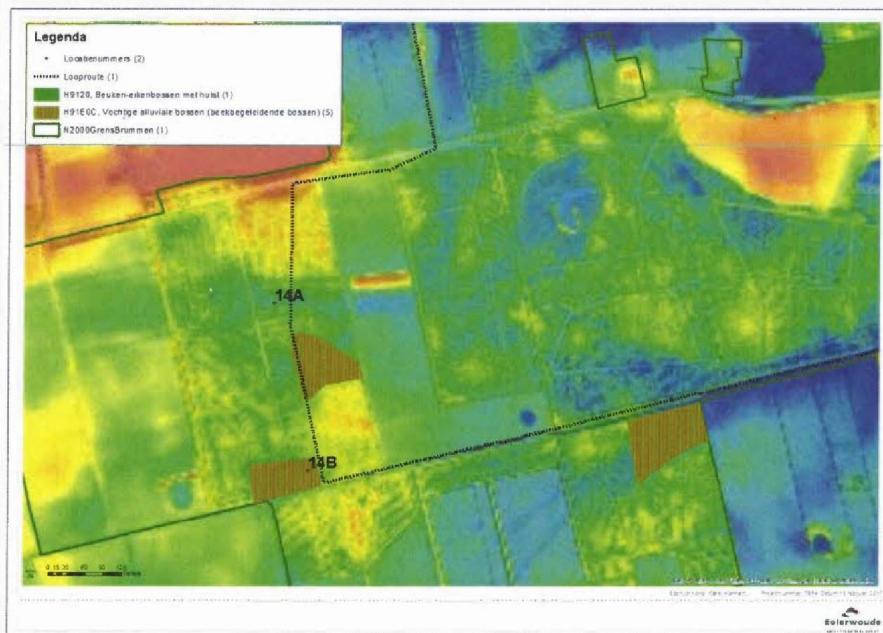 Legenda
Locatienummers (2)
Looproute (1)
H9120, Beuken-eikenbossen met hulst (1)
H91E0C, Vochtige alluviale bossen (beekbegeleidende bossen) (5)
N2000GrensBrummen (1)
14A
14B
Eelerwoude